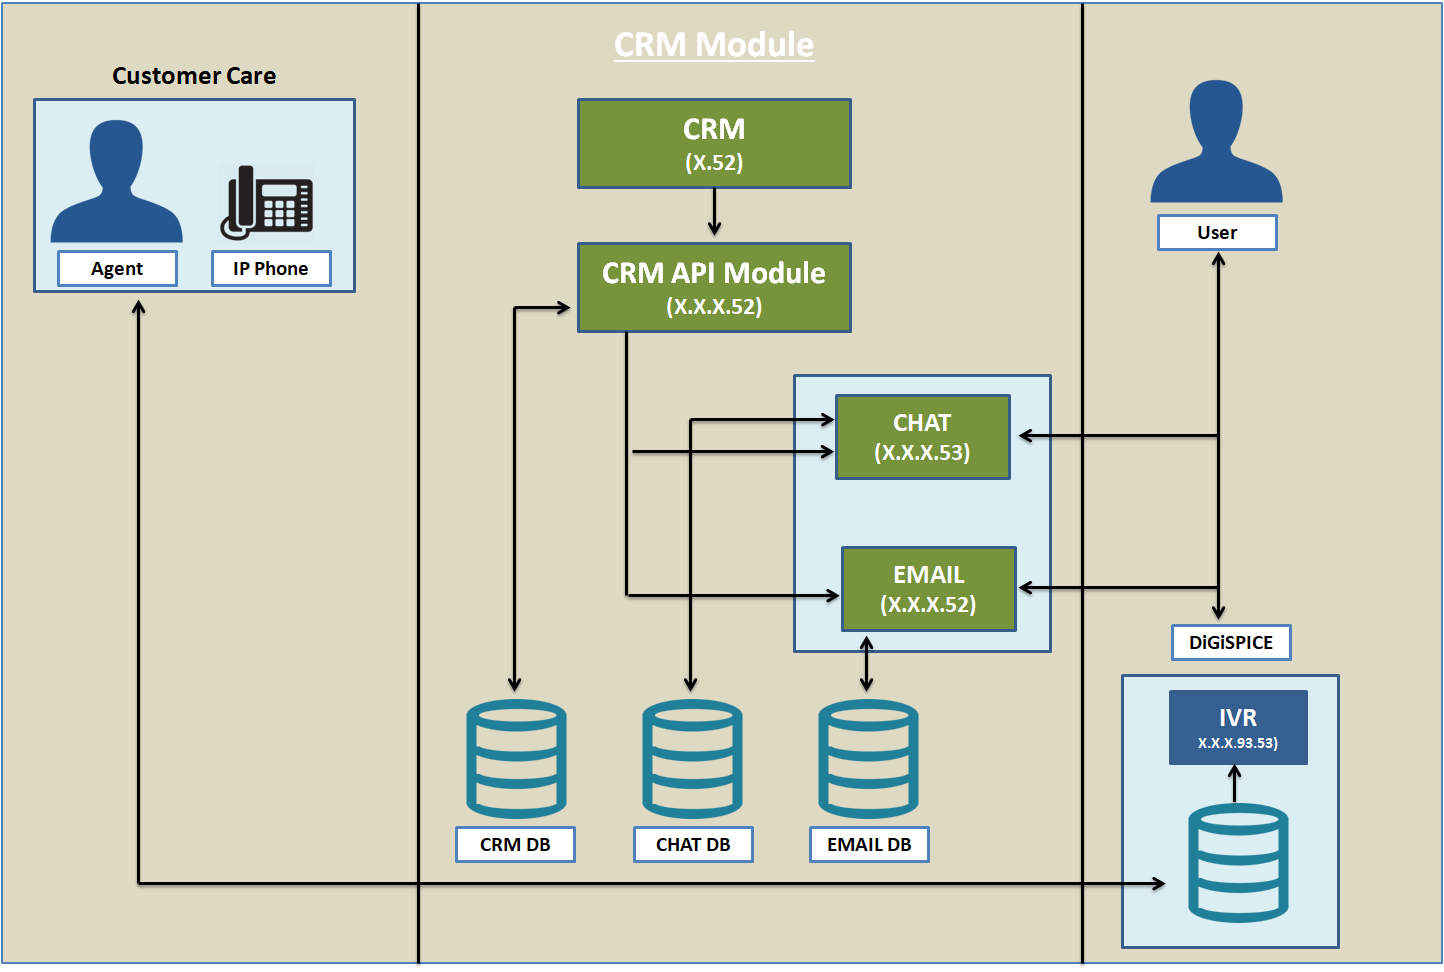 CRM Module
Customer Care
Agent
IP Phone
CRM
(X.52)
CRM API Module
(X.X.X.52)
CHAT
(X.X.X.53)
EMAIL
(X.X.X.52)
CRM DB
CHAT DB
EMAIL DB
User
DiGiSPICE
IVR
X.X.X.93.53)